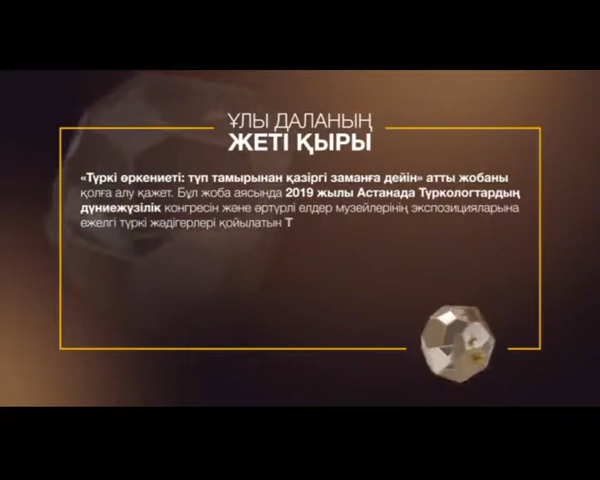 ҰЛЫ ДАЛАНЫҢ
ЖЕТІ ҚЫРЫ
«Түркі өркениеті: түп тамырынан қазіргі заманға дейін» атты жобаны
қолға алу қажет. Бұл жоба аясында 2019 жылы Астанада Түркологтардың
дүниежүзілік конгресін және әртүрлі елдер музейлерінің экспозицияларына
ежелгі түркі жәдігерлері қойылатын Т